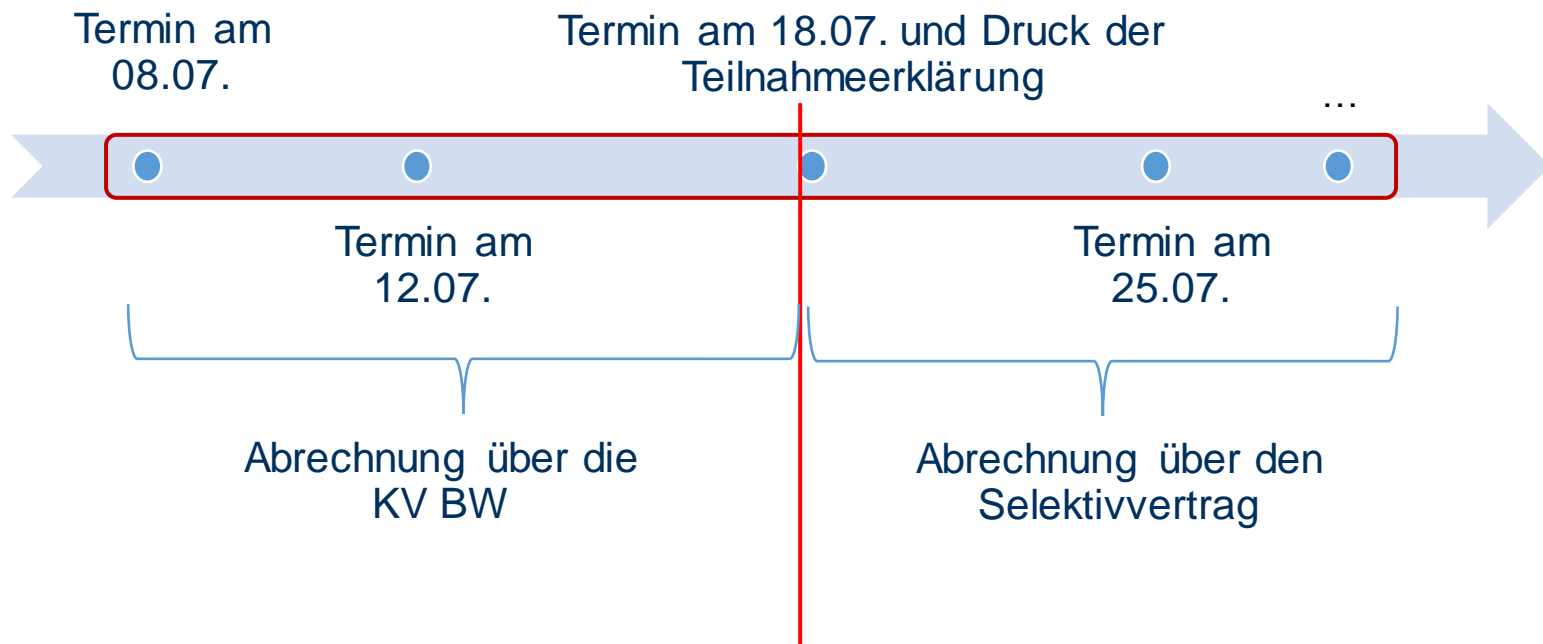 Termin am
08.07.
Termin am 18.07. und Druck der
Teilnahmeerklärung
...
Termin am
12.07.
Termin am
25.07.
Abrechnung über die
KV BW
Abrechnung über den
Selektivvertrag